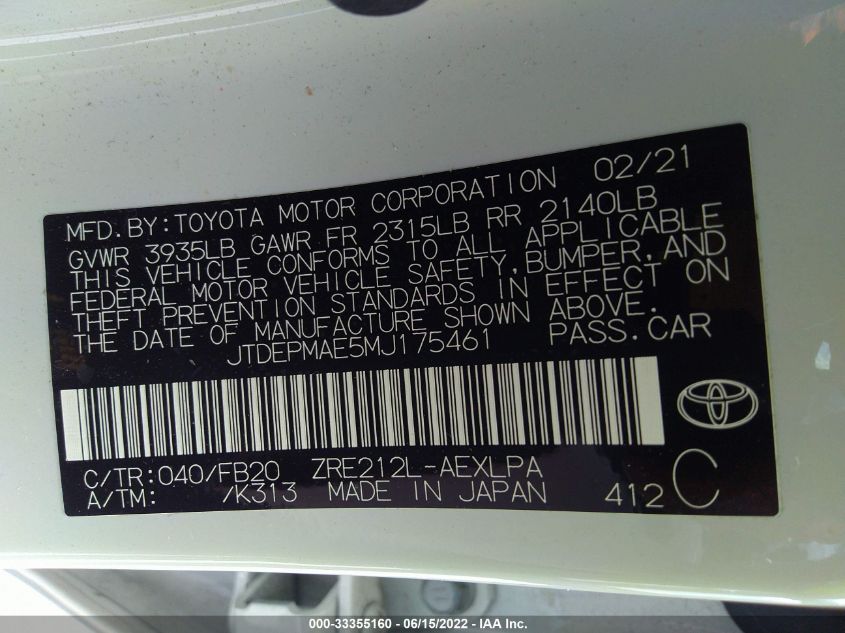 MFD. BY: TOYOTA MOTOR CORPORATION 02/21
GVWR 3935LB GAWR FR 2315LB RR 2140LB
THIS VEHICLE CONFORMS TO ALL APPLICABLE
FEDERAL MOTOR VEHICLE SAFETY, BUMPER, AND
THEFT PREVENTION STANDARDS IN EFFECT ON
THE DATE OF MANUFACTURE SHOWN ABOVE.
JTDEPMAE5MJ175461 PASS. CAR
C/TR: 040/FB20 ZRE212L-AEXLPA
A/TM: /K313 MADE IN JAPAN 412 C
000-33355160 - 06/15/2022 - IAA Inc.